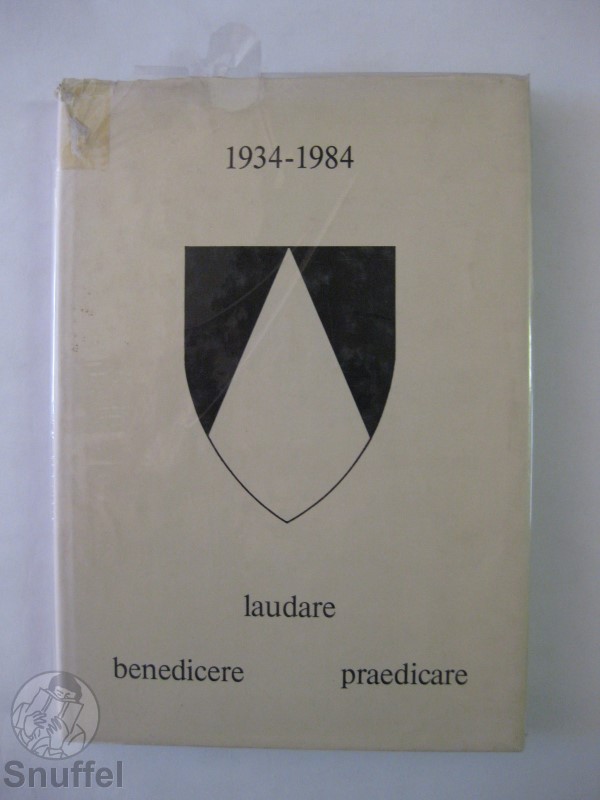 1934-1984
laudare
benedicere praedicare
Snuffel